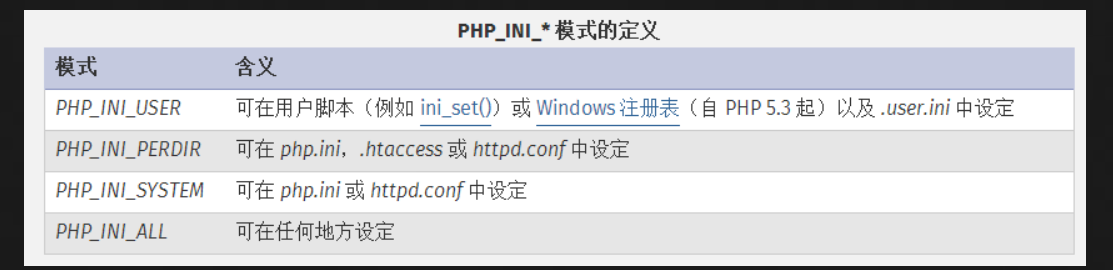 PHP_INI_* 模式的定义
模式 含义
PHP_INI_USER 可在用户脚本（例如 ini_set()）或 Windows 注册表（自 PHP 5.3 起）以及 .user.ini 中设定
PHP_INI_PERDIR 可在 php.ini，.htaccess 或 httpd.conf 中设定
PHP_INI_SYSTEM 可在 php.ini 或 httpd.conf 中设定
PHP_INI_ALL 可在任何地方设定